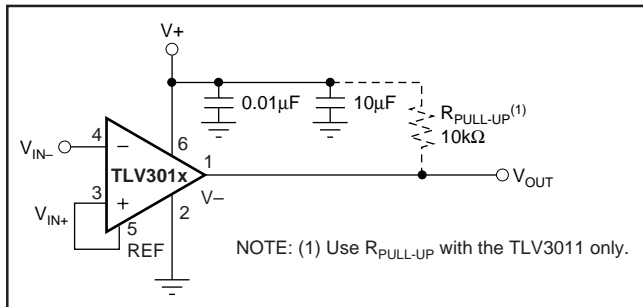 V+
0.01µF
10µF
R_PULL-UP(1)
10kΩ
V_IN–
4
–
6
TLV301x
1
V–
V_OUT
3
+
V_IN+
5
2
REF
NOTE: (1) Use R_PULL-UP with the TLV3011 only.